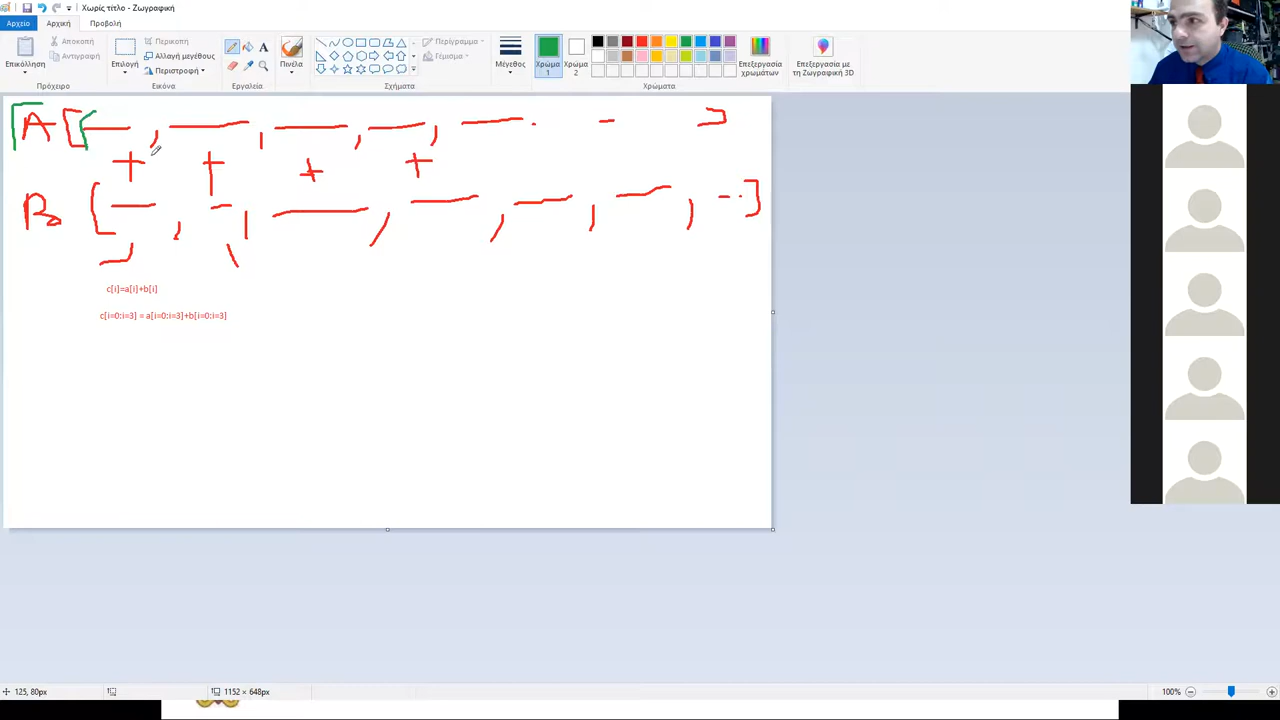 Χωρίς τίτλο - Ζωγραφική
Αρχείο Αρχική Προβολή
Επικόλληση
Αποκοπή
Αντιγραφή
Πρόχειρο
Επιλογή
Περικοπή
Αλλαγή μεγέθους
Περιστροφή
Εικόνα
A
Εργαλεία
Πινέλα
Περίγραμμα
Γέμισμα
Σχήματα
Μέγεθος
Χρώμα 1
Χρώμα 2
Επεξεργασία χρωμάτων
Χρώματα
Επεξεργασία με τη Ζωγραφική 3D
A [ , , , , . - ]
+ + + +
B [ , , , , , , - . ]
c[i]=a[i]+b[i]
c[i=0:i=3] = a[i=0:i=3]+b[i=0:i=3]
125, 80px
1152 × 648px
100%